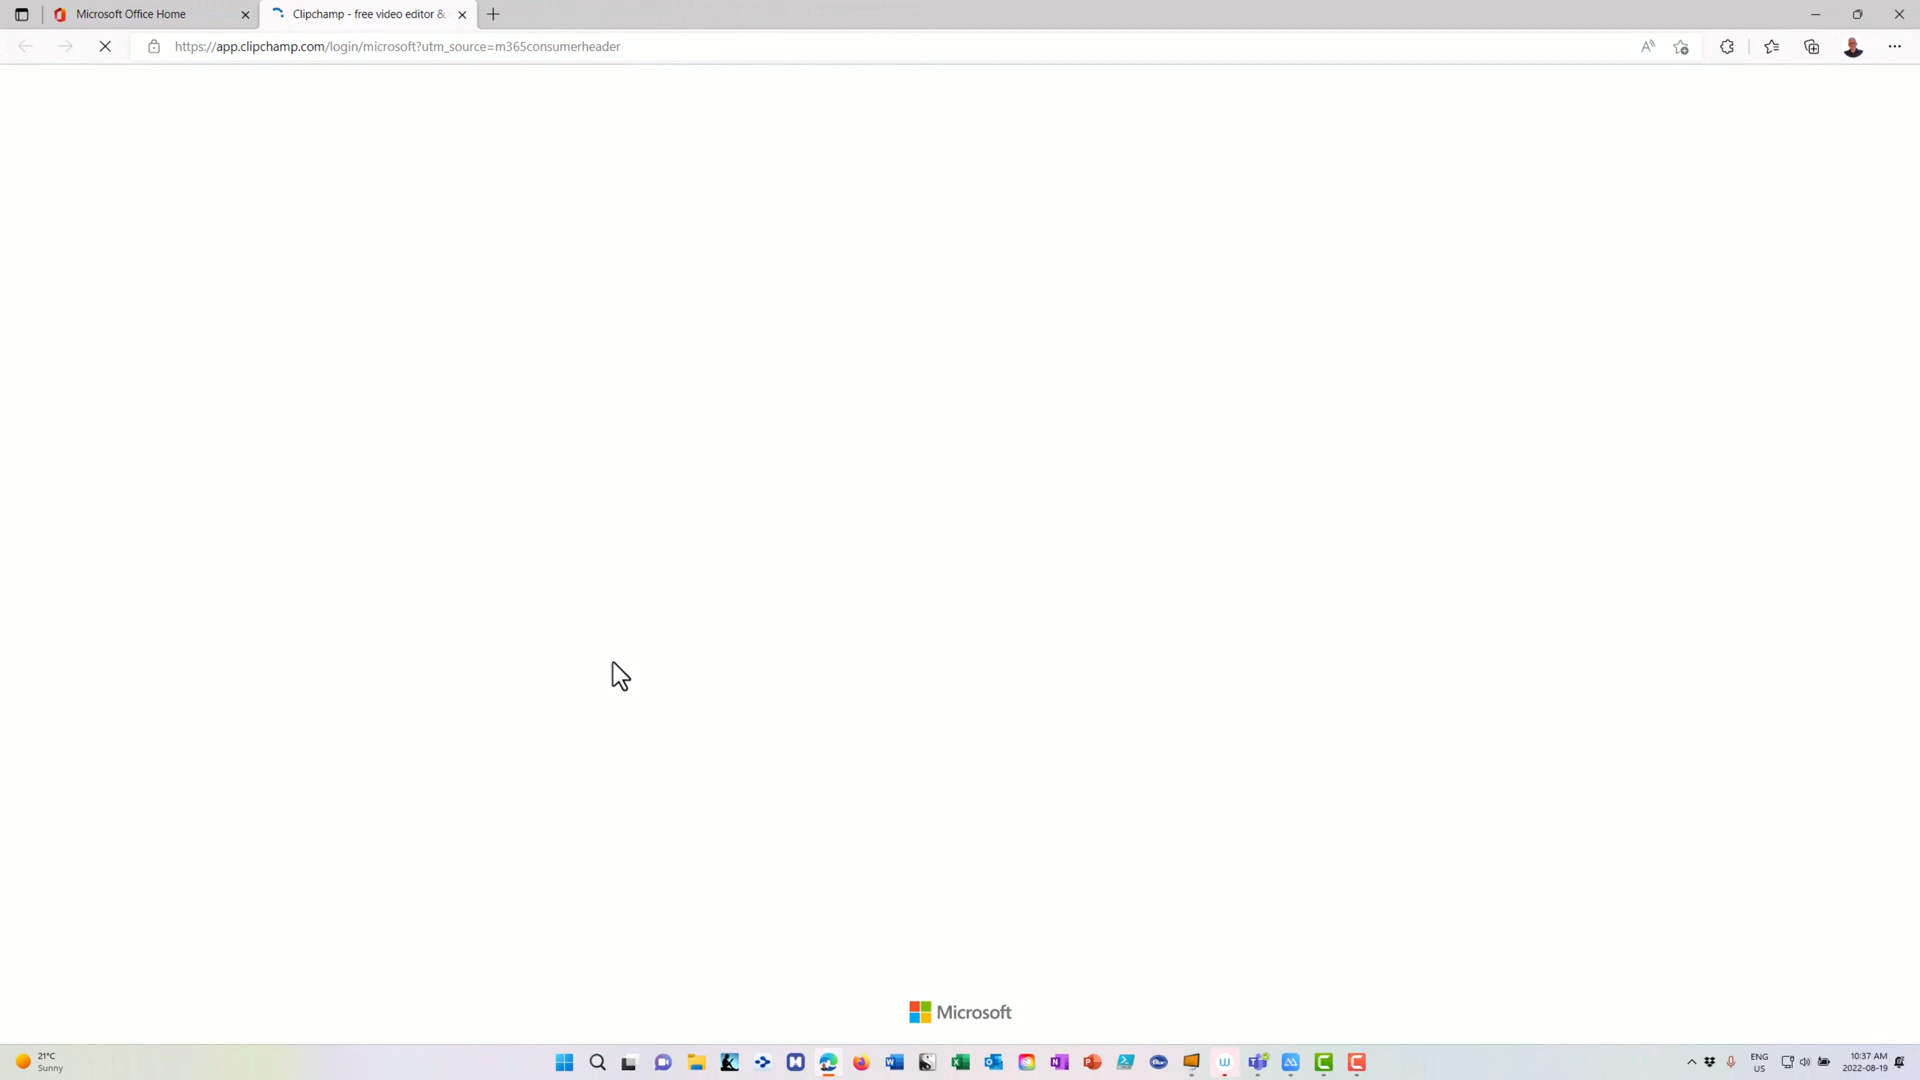 Microsoft Office Home
Clipchamp - free video editor &
https://app.clipchamp.com/login/microsoft?utm_source=m365consumerheader
Microsoft
21°C
Sunny
ENG
US
10:37 AM
2022-08-19